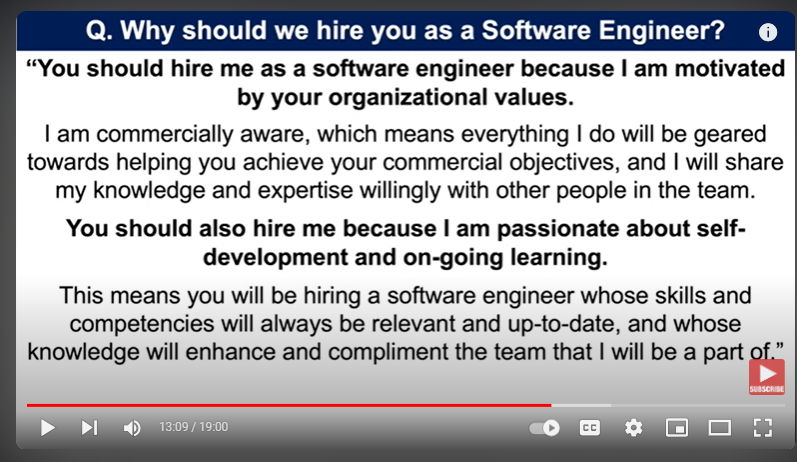 Q. Why should we hire you as a Software Engineer?
“You should hire me as a software engineer because I am motivated
by your organizational values.
I am commercially aware, which means everything I do will be geared
towards helping you achieve your commercial objectives, and I will share
my knowledge and expertise willingly with other people in the team.
You should also hire me because I am passionate about self-
development and on-going learning.
This means you will be hiring a software engineer whose skills and
competencies will always be relevant and up-to-date, and whose
knowledge will enhance and compliment the team that I will be a part of.”
SUBSCRIBE
13:09 / 19:00
CC